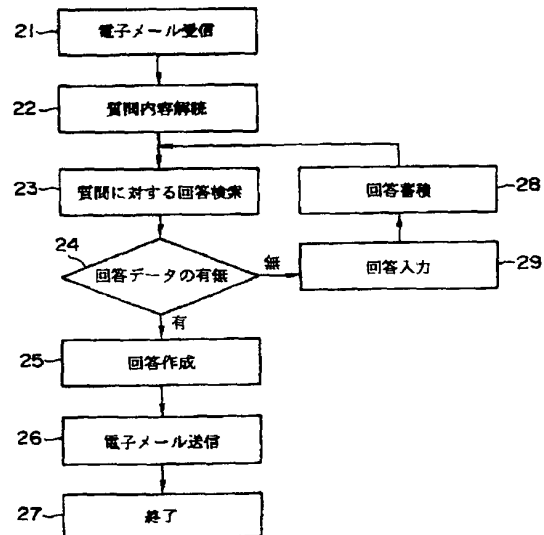 21 電子メール受信
22 質問内容解読
23 質問に対する回答検索
24 回答データの有無
無
有
25 回答作成
26 電子メール送信
27 終了
回答蓄積 28
回答入力 29